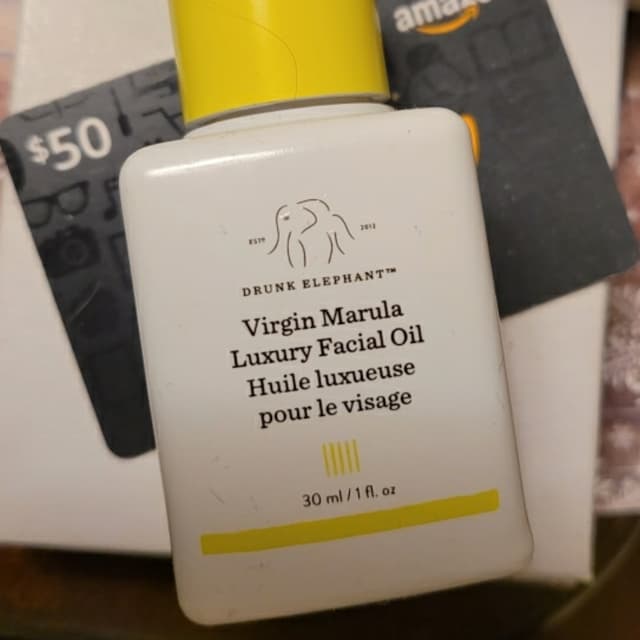 amazon
$50
ESTD 2012
DRUNK ELEPHANT™
Virgin Marula
Luxury Facial Oil
Huile luxueuse
pour le visage
30 ml / 1 fl. oz